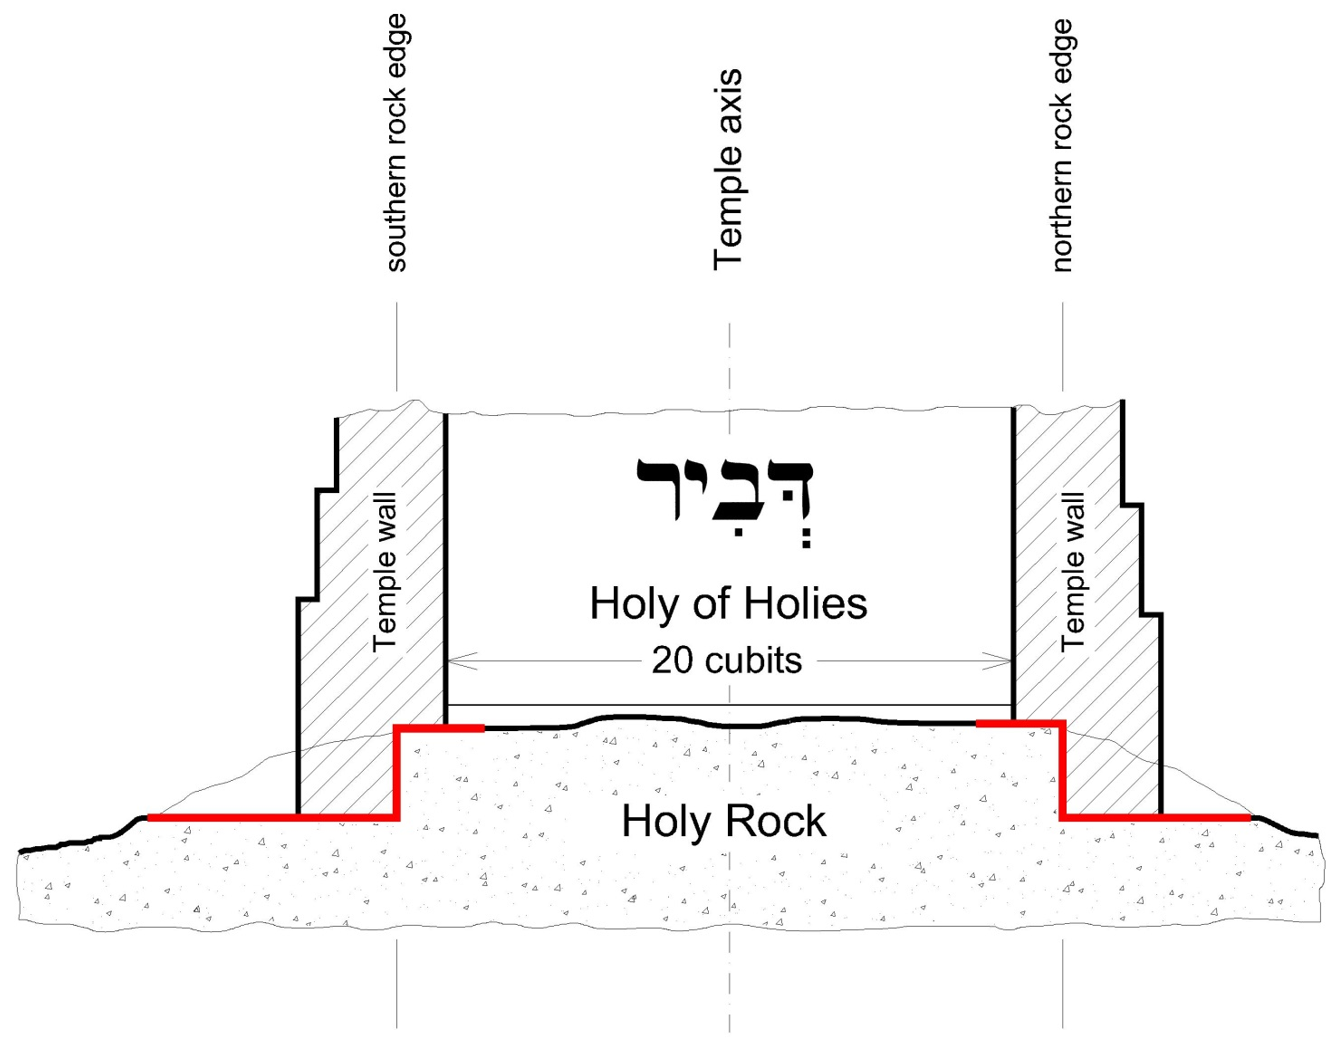 southern rock edge
Temple axis
northern rock edge
דְּבִיר
Temple wall
Temple wall
Holy of Holies
20 cubits
Holy Rock